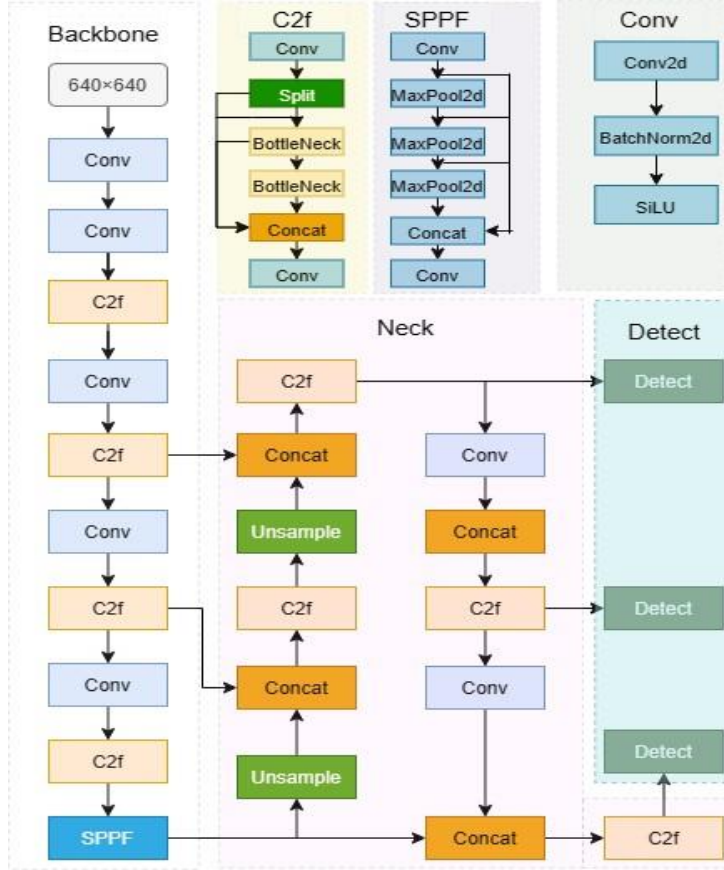 Backbone
640×640
Conv
Conv
C2f
Conv
C2f
Conv
C2f
Conv
C2f
SPPF
C2f
Conv
Split
BottleNeck
BottleNeck
Concat
Conv
SPPF
Conv
MaxPool2d
MaxPool2d
MaxPool2d
Concat
Conv
Conv
Conv2d
BatchNorm2d
SiLU
Neck
C2f
Concat
Unsample
C2f
Concat
Unsample
Conv
Concat
C2f
Conv
Concat
Detect
Detect
Detect
Detect
C2f